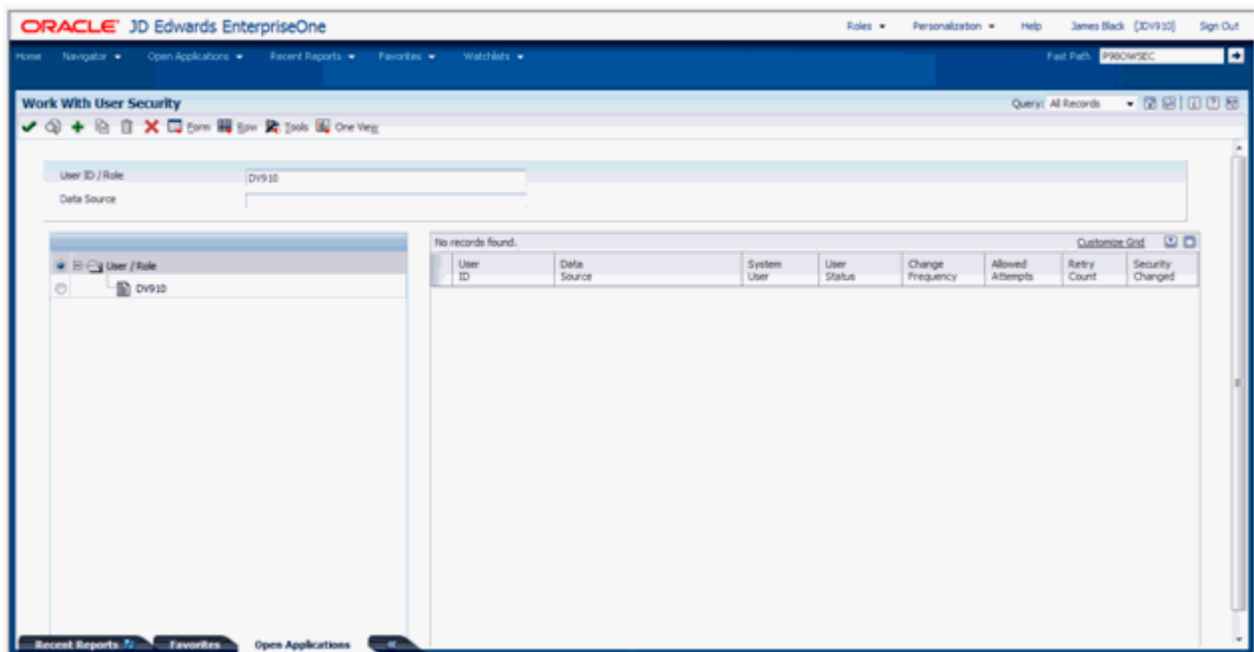 ORACLE JD Edwards EnterpriseOne Roles Personalization Help James Black [JDV910] Sign Out
Home Navigator Open Applications Recent Reports Favorites Watchlists Fast Path P98OWSEC
Work With User Security Query: All Records
Form Row Tools One View
User ID / Role DV910
Data Source
No records found. Customize Grid
User / Role
DV910
User ID Data Source System User User Status Change Frequency Allowed Attempts Retry Count Security Changed
Recent Reports Favorites Open Applications